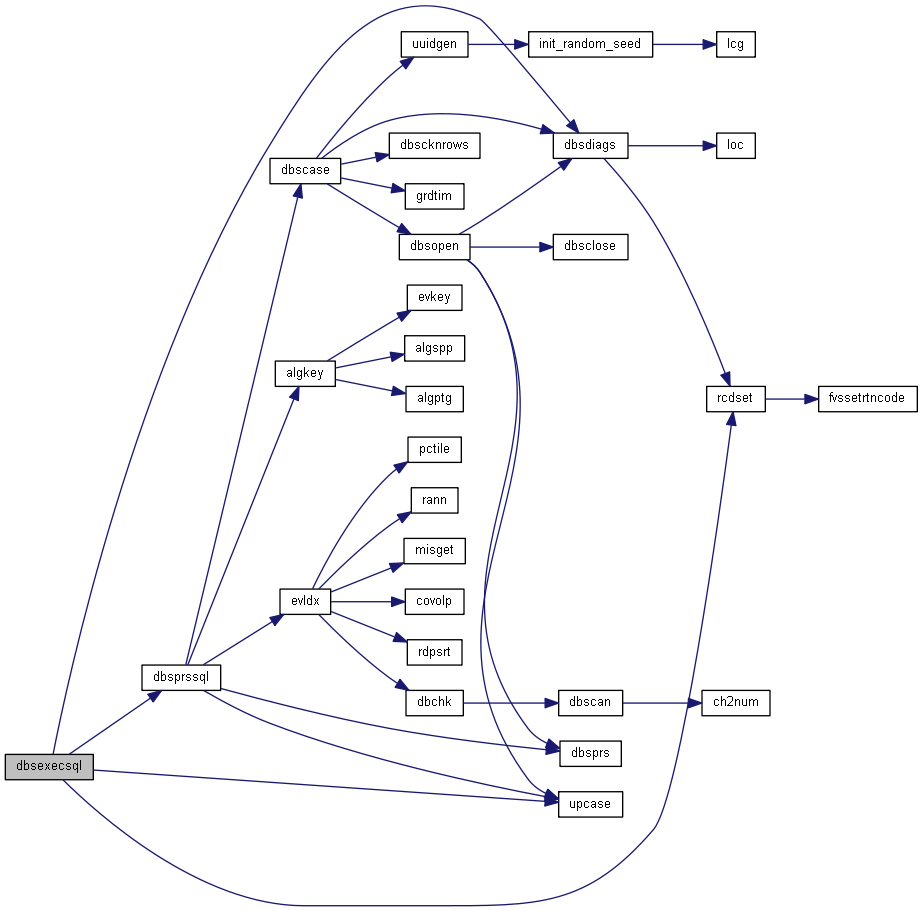 uuidgen
init_random_seed
lcg
dbscase
dbscknrows
dbsdiags
loc
grdtim
dbsopen
dbsclose
evkey
algkey
algspp
algptg
rcdset
fvssetrtncode
pctile
rann
misget
evldx
covolp
rdpsrt
dbsprssql
dbchk
dbscan
ch2num
dbsexecsql
dbsprs
upcase